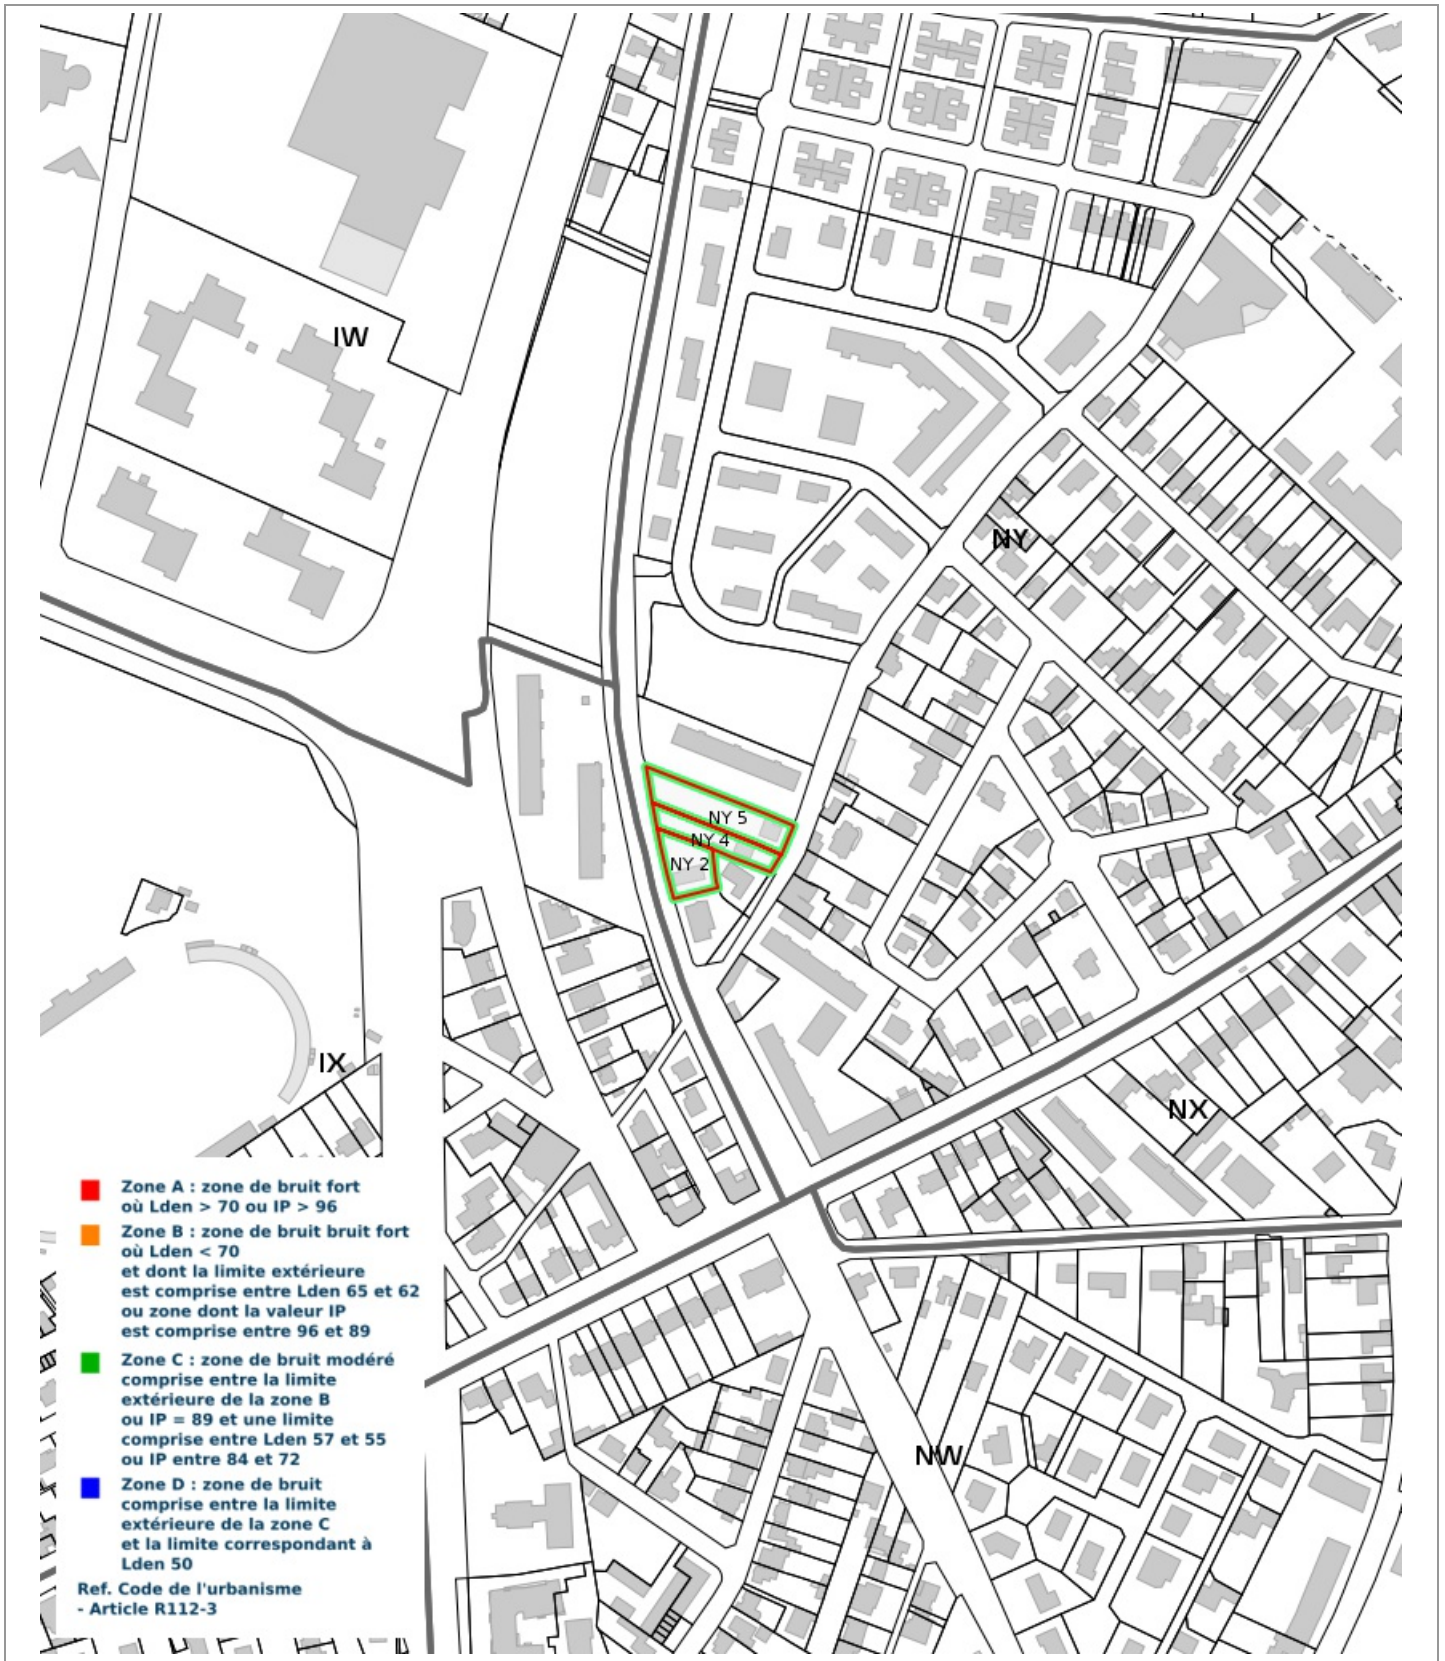 IW
NY
NY 5
NY 4
NY 2
IX
NX
NW
Zone A : zone de bruit fort
où Lden > 70 ou IP > 96
Zone B : zone de bruit bruit fort
où Lden < 70
et dont la limite extérieure
est comprise entre Lden 65 et 62
ou zone dont la valeur IP
est comprise entre 96 et 89
Zone C : zone de bruit modéré
comprise entre la limite
extérieure de la zone B
ou IP = 89 et une limite
comprise entre Lden 57 et 55
ou IP entre 84 et 72
Zone D : zone de bruit
comprise entre la limite
extérieure de la zone C
et la limite correspondant à
Lden 50
Ref. Code de l'urbanisme
- Article R112-3